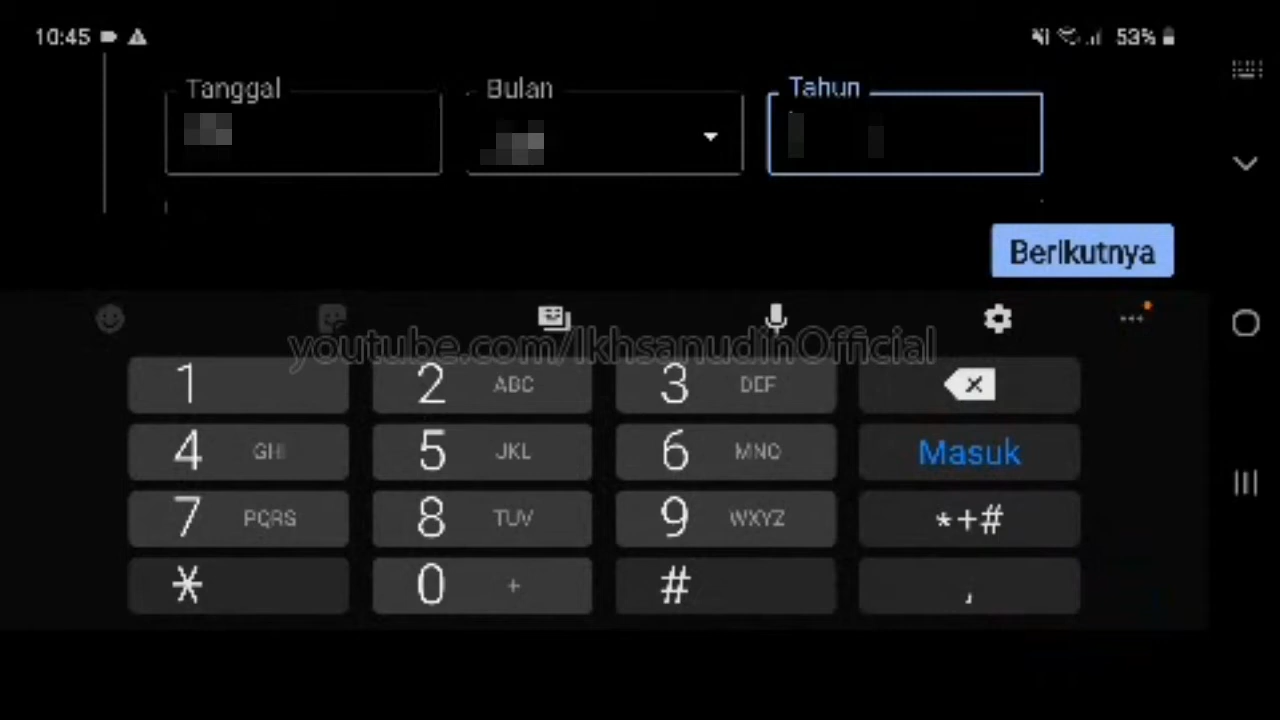 10:45 53%
Tanggal Bulan Tahun
Berikutnya
youtube.com/IkhsanudinOfficial
1 2 ABC 3 DEF
4 GHI 5 JKL 6 MNO Masuk
7 PQRS 8 TUV 9 WXYZ *+#
* 0 + # ,